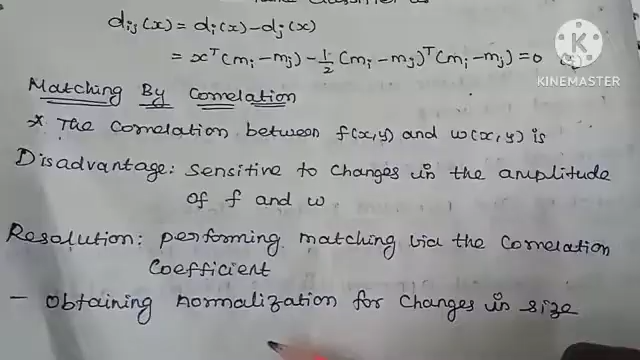 dij(x) = di(x) - dj(x)
= x^T(mi - mj) - 1/2 (mi - mj)^T (mi - mj) = 0
KINEMASTER
Matching By Correlation
* The Correlation between f(x,y) and w(x,y) is
Disadvantage: Sensitive to changes in the amplitude
of f and w
Resolution: performing matching via the Correlation
Coefficient
- Obtaining normalization for changes in size